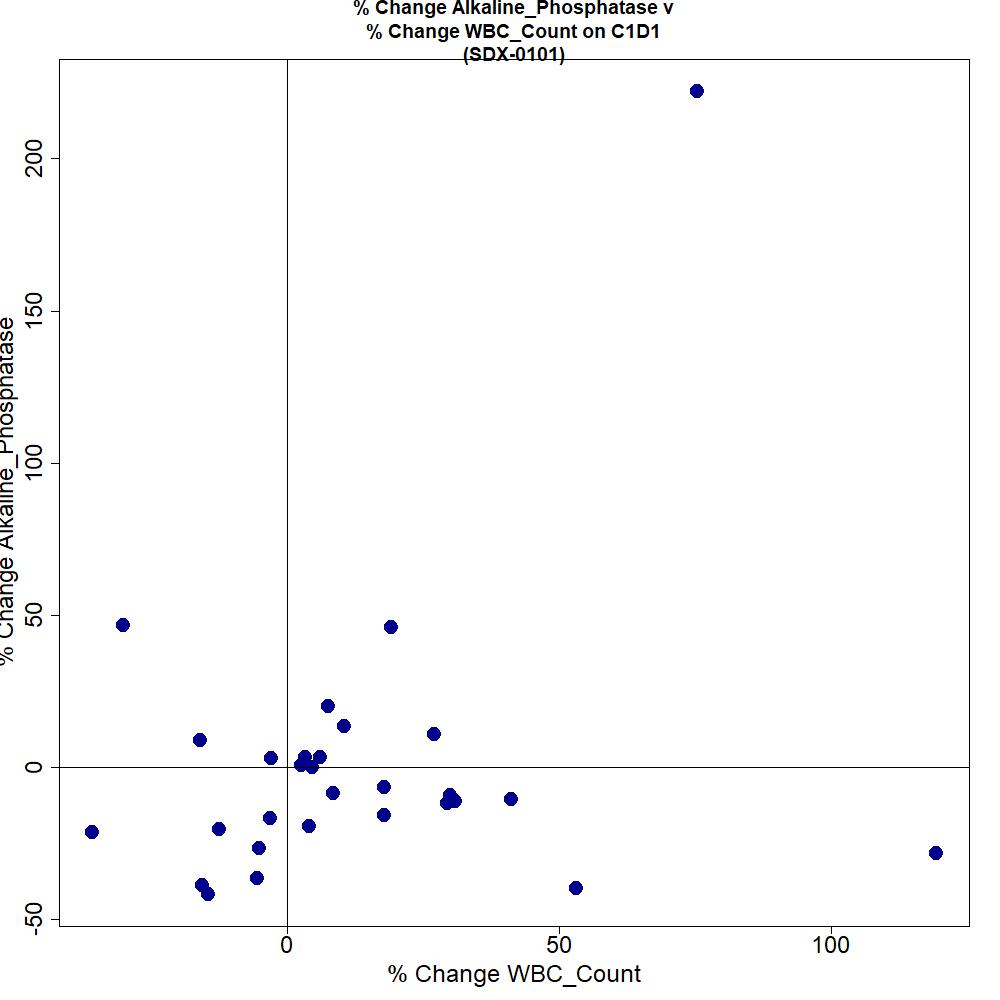 % Change Alkaline_Phosphatase v
% Change WBC_Count on C1D1
(SDX-0101)
% Change Alkaline_Phosphatase
200
150
100
50
0
-50
0
50
100
% Change WBC_Count